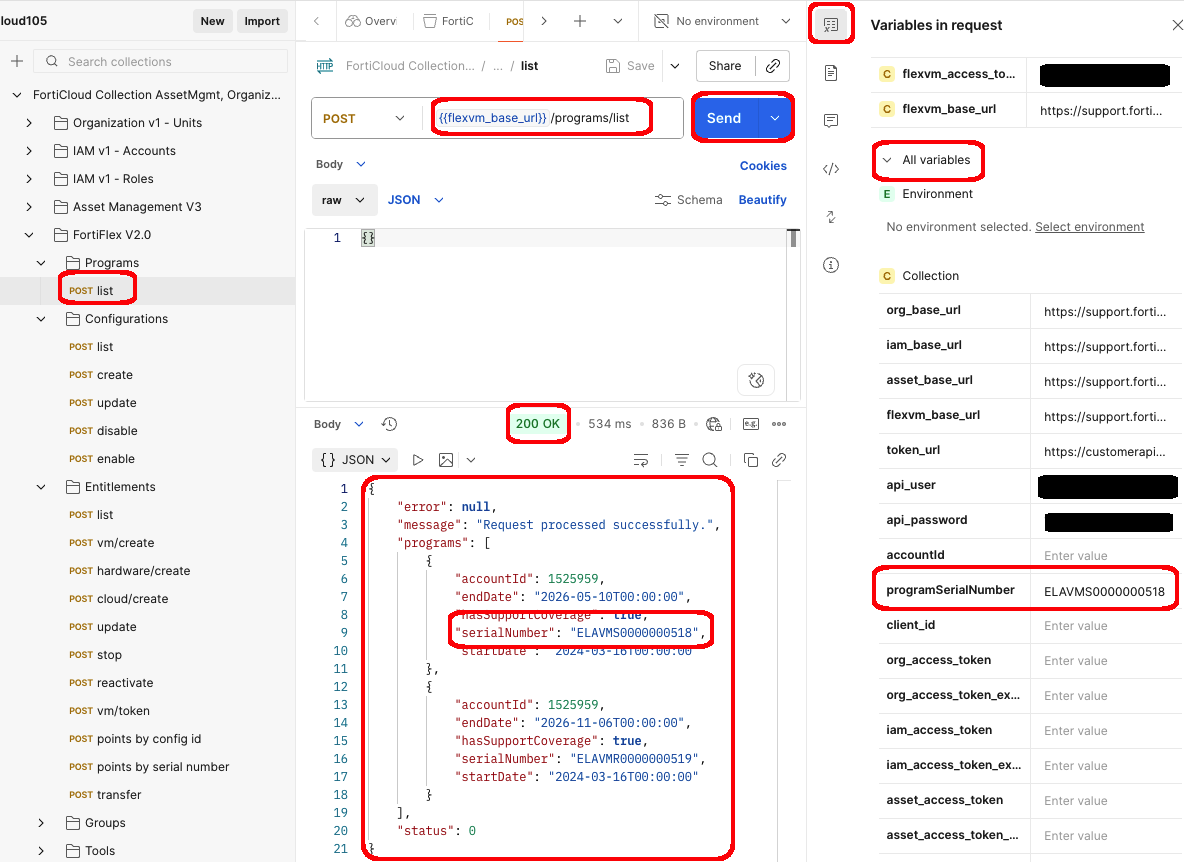 loud105
New
Import
Search collections
FortiCloud Collection AssetMgmt, Organiz...
Organization v1 - Units
IAM v1 - Accounts
IAM v1 - Roles
Asset Management V3
FortiFlex V2.0
Programs
POST list
Configurations
POST list
POST create
POST update
POST disable
POST enable
Entitlements
POST list
POST vm/create
POST hardware/create
POST cloud/create
POST update
POST stop
POST reactivate
POST vm/token
POST points by config id
POST points by serial number
POST transfer
Groups
Tools
Overvi
FortiC
POS
No environment
HTTP FortiCloud Collection... / ... / list
Save
Share
POST
{{flexvm_base_url}} /programs/list
Send
Body
Cookies
raw
JSON
Schema
Beautify
1 {}
Body
200 OK
534 ms
836 B
e.g.
{} JSON
1 {
2 "error": null,
3 "message": "Request processed successfully.",
4 "programs": [
5 {
6 "accountId": 1525959,
7 "endDate": "2026-05-10T00:00:00",
8 "hasSupportCoverage": true,
9 "serialNumber": "ELAVMS0000000518",
10 "startDate": "2024-03-16T00:00:00"
11 },
12 {
13 "accountId": 1525959,
14 "endDate": "2026-11-06T00:00:00",
15 "hasSupportCoverage": true,
16 "serialNumber": "ELAVMR0000000519",
17 "startDate": "2024-03-16T00:00:00"
18 }
19 ],
20 "status": 0
21 }
Variables in request
C flexvm_access_to...
C flexvm_base_url https://support.forti...
All variables
E Environment
No environment selected. Select environment
C Collection
org_base_url https://support.forti...
iam_base_url https://support.forti...
asset_base_url https://support.forti...
flexvm_base_url https://support.forti...
token_url https://customerapi...
api_user
api_password
accountId Enter value
programSerialNumber ELAVMS0000000518
client_id Enter value
org_access_token Enter value
org_access_token_ex... Enter value
iam_access_token Enter value
iam_access_token_ex... Enter value
asset_access_token Enter value
asset_access_token_... Enter value